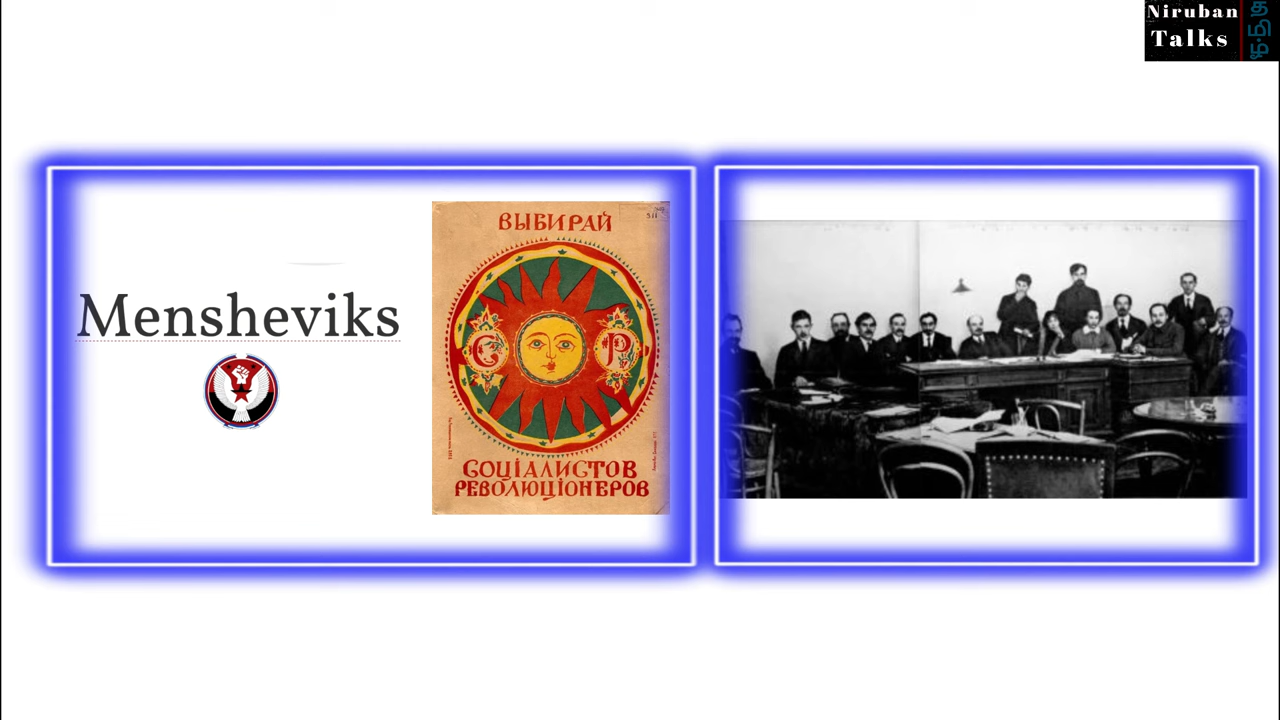 Niruban
Talks
த.ந.நி
Mensheviks
ВЫБИРАЙ
С Р
СОЦІАЛИСТОВ
РЕВОЛЮЦІОНЕРОВ